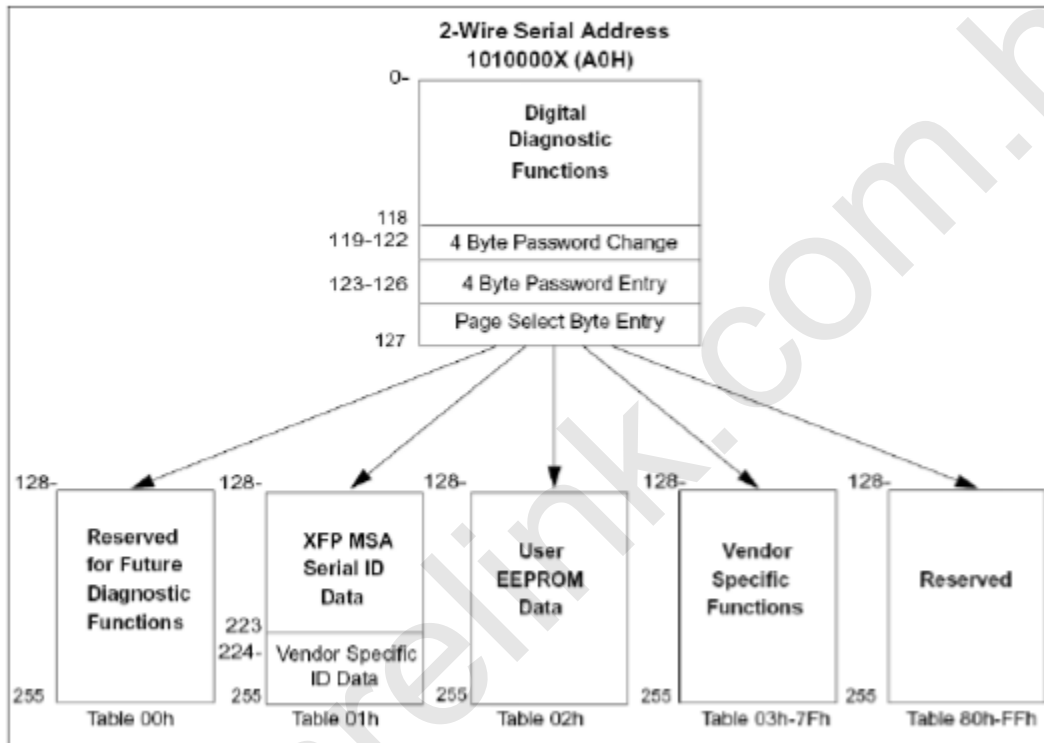 2-Wire Serial Address
1010000X (A0H)
0-
Digital
Diagnostic
Functions
118
119-122
4 Byte Password Change
123-126
4 Byte Password Entry
Page Select Byte Entry
127
128-
Reserved
for Future
Diagnostic
Functions
255
Table 00h
128-
XFP MSA
Serial ID
Data
223
224-
Vendor Specific
ID Data
255
Table 01h
128-
User
EEPROM
Data
255
Table 02h
128-
Vendor
Specific
Functions
255
Table 03h-7Fh
128-
Reserved
255
Table 80h-FFh
relink.com.h